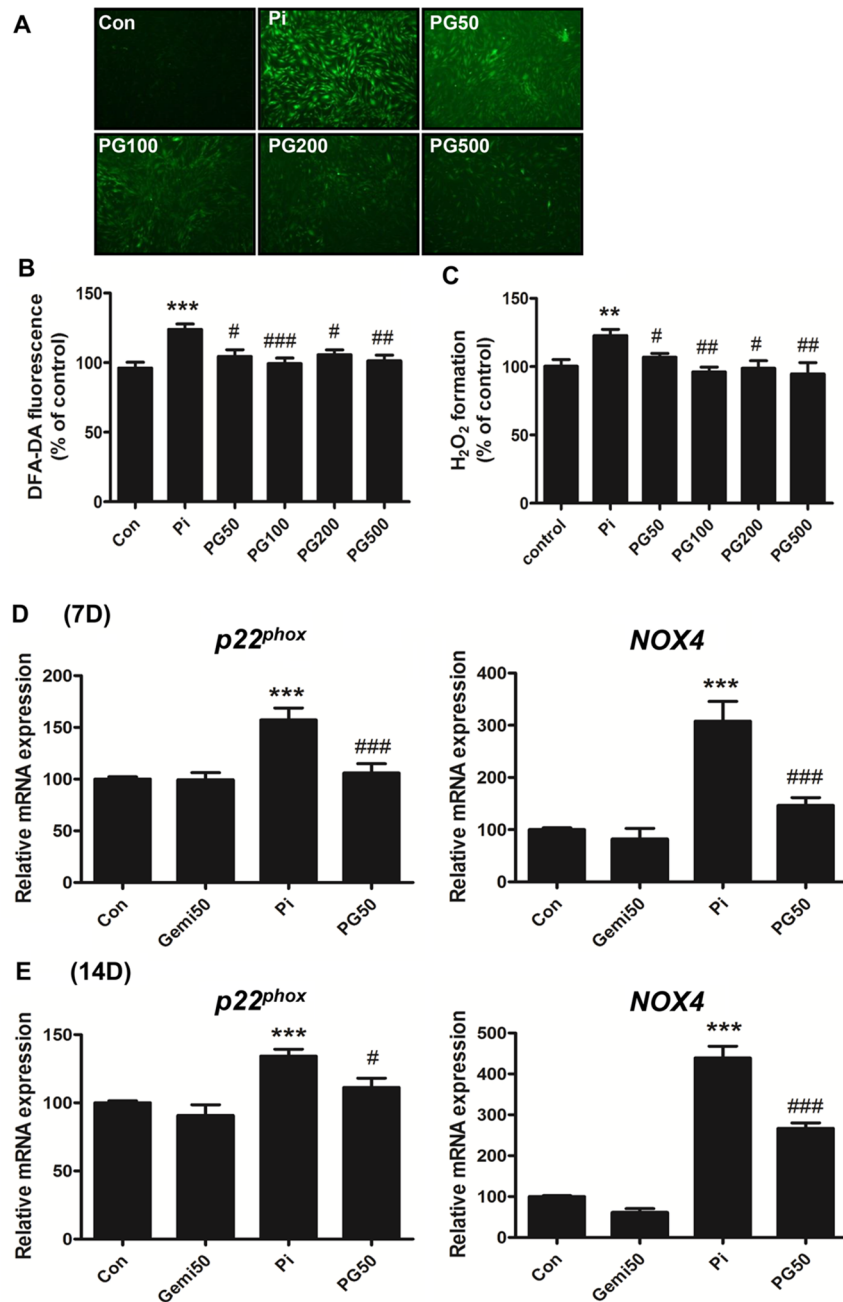 A
Con
Pi
PG50
PG100
PG200
PG500
B
DFA-DA fluorescence
(% of control)
150
100
50
0
***
#
###
#
##
Con
Pi
PG50
PG100
PG200
PG500
C
H₂O₂ formation
(% of control)
150
100
50
0
**
#
##
#
##
control
Pi
PG50
PG100
PG200
PG500
D (7D)
p22^phox
Relative mRNA expression
200
150
100
50
0
***
###
Con
Gemi50
Pi
PG50
NOX4
Relative mRNA expression
400
300
200
100
0
***
###
Con
Gemi50
Pi
PG50
E (14D)
p22^phox
Relative mRNA expression
150
100
50
0
***
#
Con
Gemi50
Pi
PG50
NOX4
Relative mRNA expression
500
400
300
200
100
0
***
###
Con
Gemi50
Pi
PG50